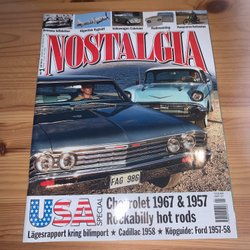 NOSTALGIA
FAG 986
USA
SPECIAL
Chevrolet 1967 & 1957
Rockabilly hot rods
Lägesrapport kring bilimport ★ Cadillac 1958 ★ Köpguide: Ford 1957-58